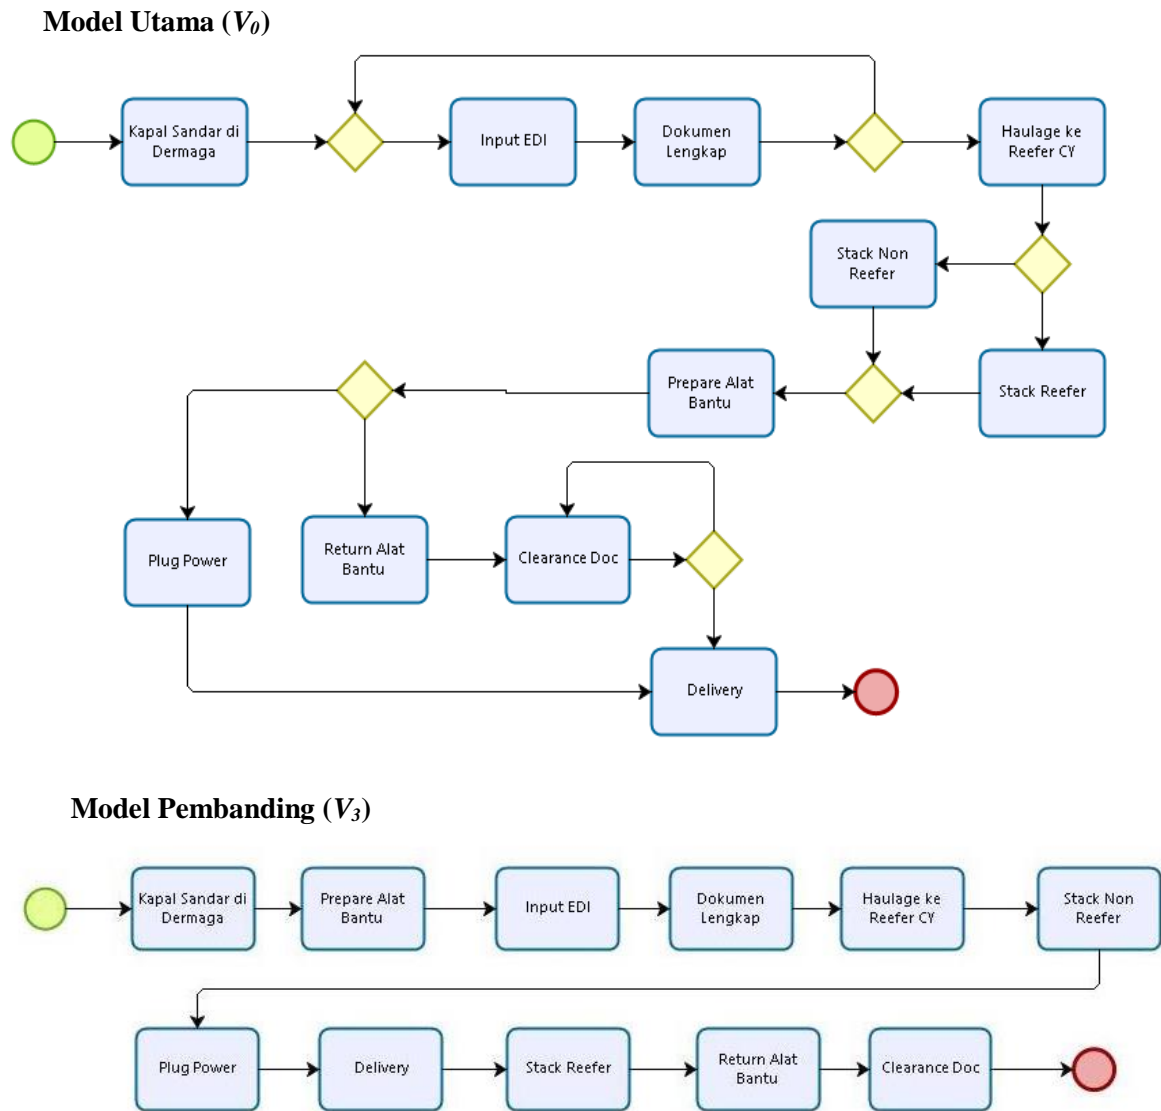 Model Utama (V0)
Kapal Sandar di
Dermaga
Input EDI
Dokumen
Lengkap
Haulage ke
Reefer CY
Stack Non
Reefer
Stack Reefer
Prepare Alat
Bantu
Plug Power
Return Alat
Bantu
Clearance Doc
Delivery
Model Pembanding (V3)
Kapal Sandar di
Dermaga
Prepare Alat
Bantu
Input EDI
Dokumen
Lengkap
Haulage ke
Reefer CY
Stack Non
Reefer
Plug Power
Delivery
Stack Reefer
Return Alat
Bantu
Clearance Doc